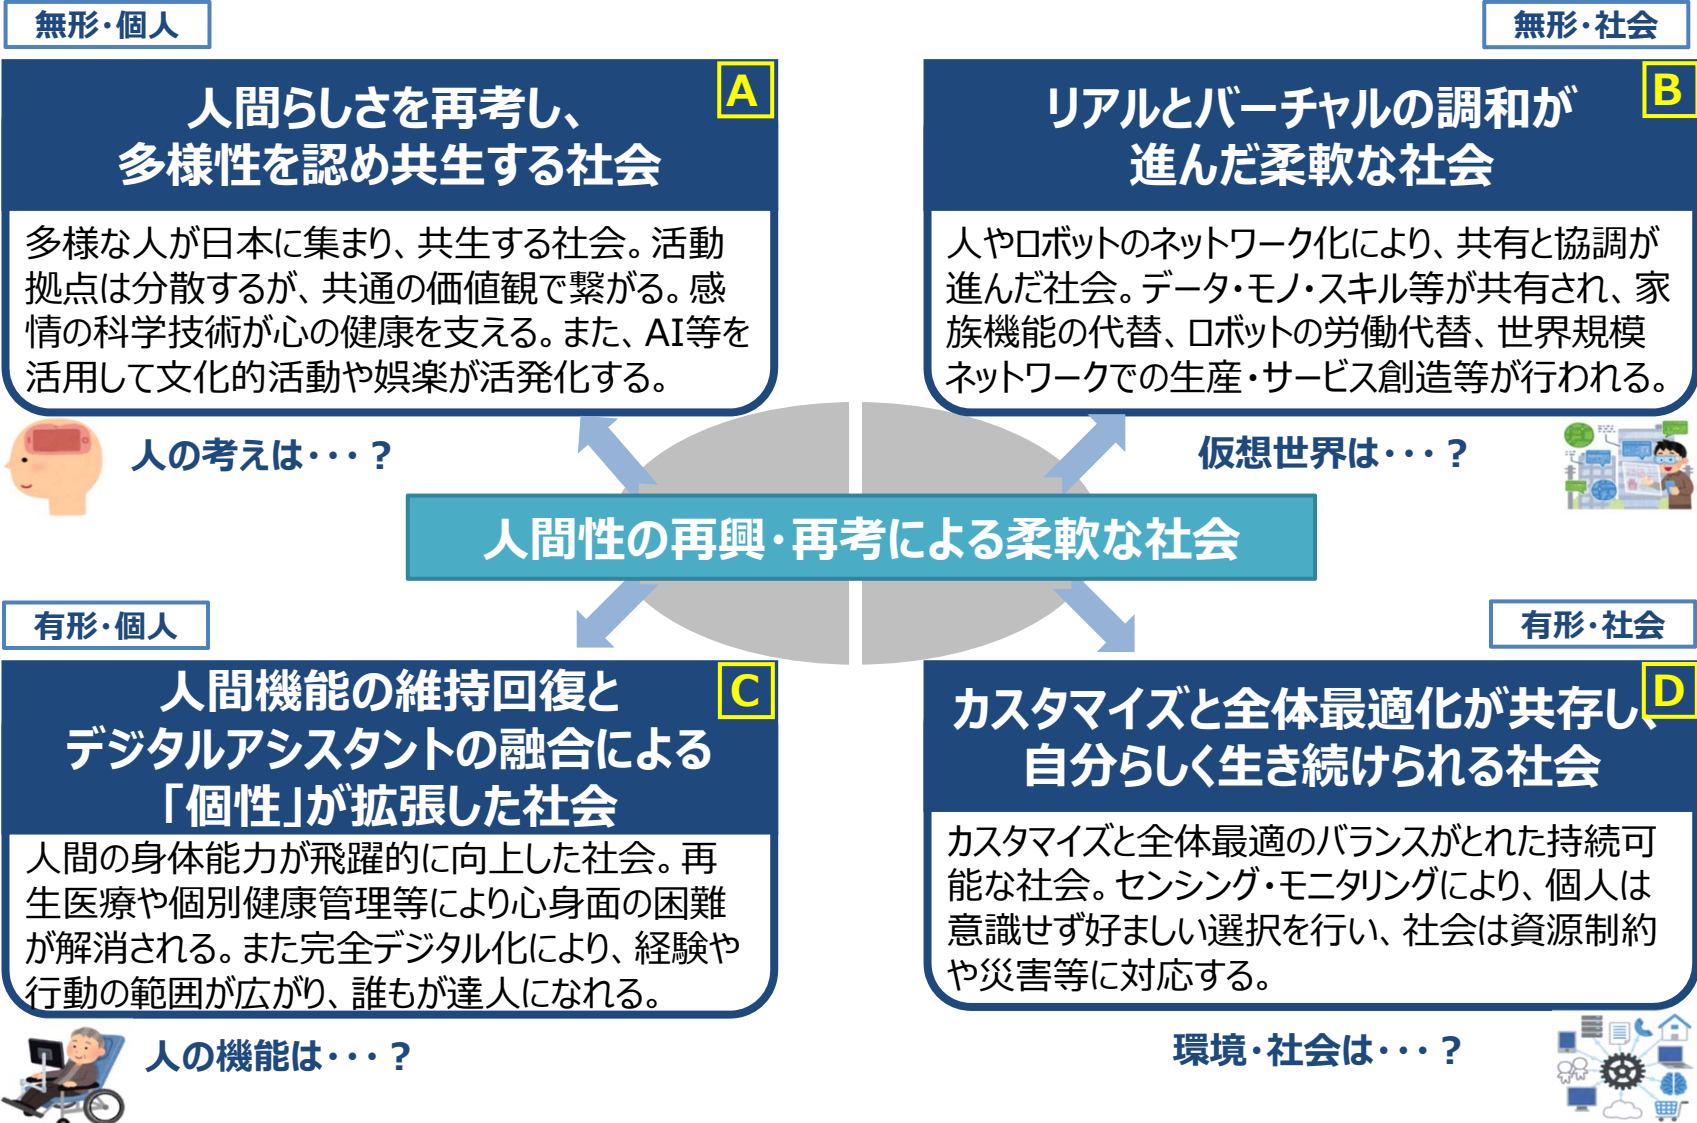 無形・個人
無形・社会
A
人間らしさを再考し、
多様性を認め共生する社会
多様な人が日本に集まり、共生する社会。活動
拠点は分散するが、共通の価値観で繋がる。感
情の科学技術が心の健康を支える。また、AI等を
活用して文化的活動や娯楽が活発化する。
人の考えは・・・？
B
リアルとバーチャルの調和が
進んだ柔軟な社会
人やロボットのネットワーク化により、共有と協調が
進んだ社会。データ・モノ・スキル等が共有され、家
族機能の代替、ロボットの労働代替、世界規模
ネットワークでの生産・サービス創造等が行われる。
仮想世界は・・・？
人間性の再興・再考による柔軟な社会
有形・個人
有形・社会
C
人間機能の維持回復と
デジタルアシスタントの融合による
「個性」が拡張した社会
人間の身体能力が飛躍的に向上した社会。再
生医療や個別健康管理等により心身面の困難
が解消される。また完全デジタル化により、経験や
行動の範囲が広がり、誰もが達人になれる。
人の機能は・・・？
D
カスタマイズと全体最適化が共存し、
自分らしく生き続けられる社会
カスタマイズと全体最適のバランスがとれた持続可
能な社会。センシング・モニタリングにより、個人は
意識せず好ましい選択を行い、社会は資源制約
や災害等に対応する。
環境・社会は・・・？